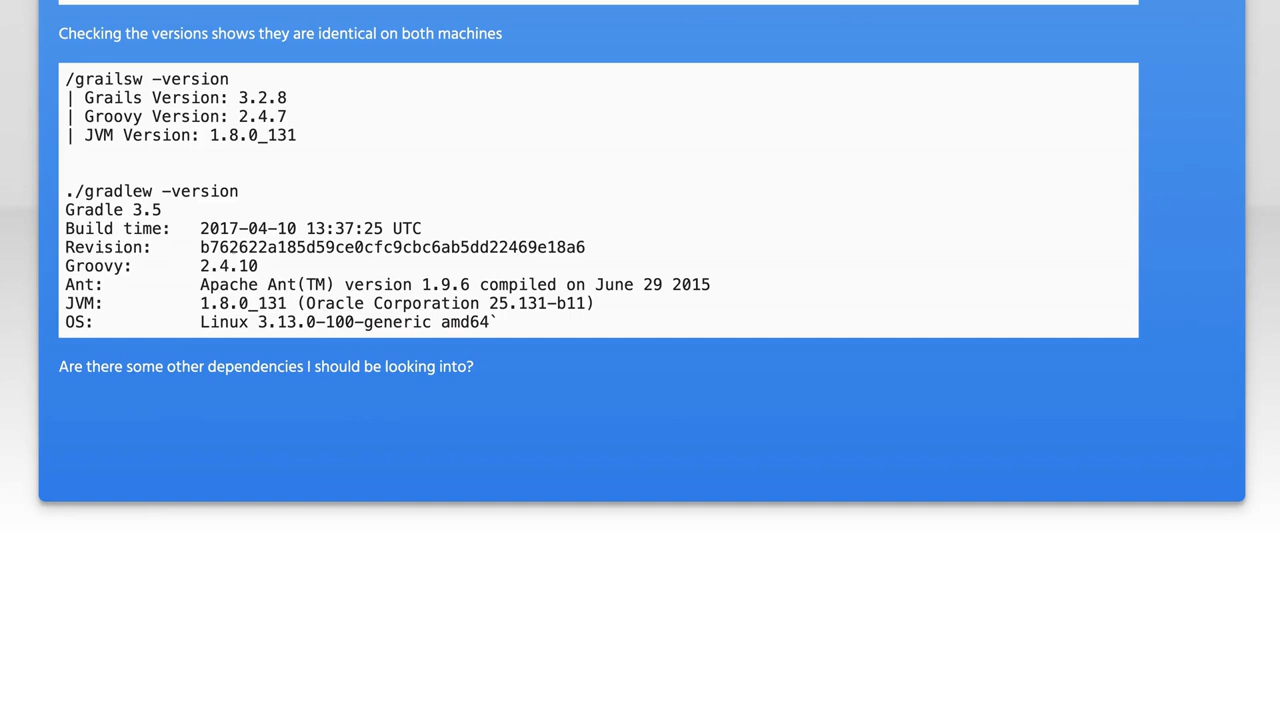 Checking the versions shows they are identical on both machines
/grailsw -version
| Grails Version: 3.2.8
| Groovy Version: 2.4.7
| JVM Version: 1.8.0_131
./gradlew -version
Gradle 3.5
Build time:   2017-04-10 13:37:25 UTC
Revision:     b762622a185d59ce0cfc9cbc6ab5dd22469e18a6
Groovy:       2.4.10
Ant:          Apache Ant(TM) version 1.9.6 compiled on June 29 2015
JVM:          1.8.0_131 (Oracle Corporation 25.131-b11)
OS:           Linux 3.13.0-100-generic amd64`
Are there some other dependencies I should be looking into?